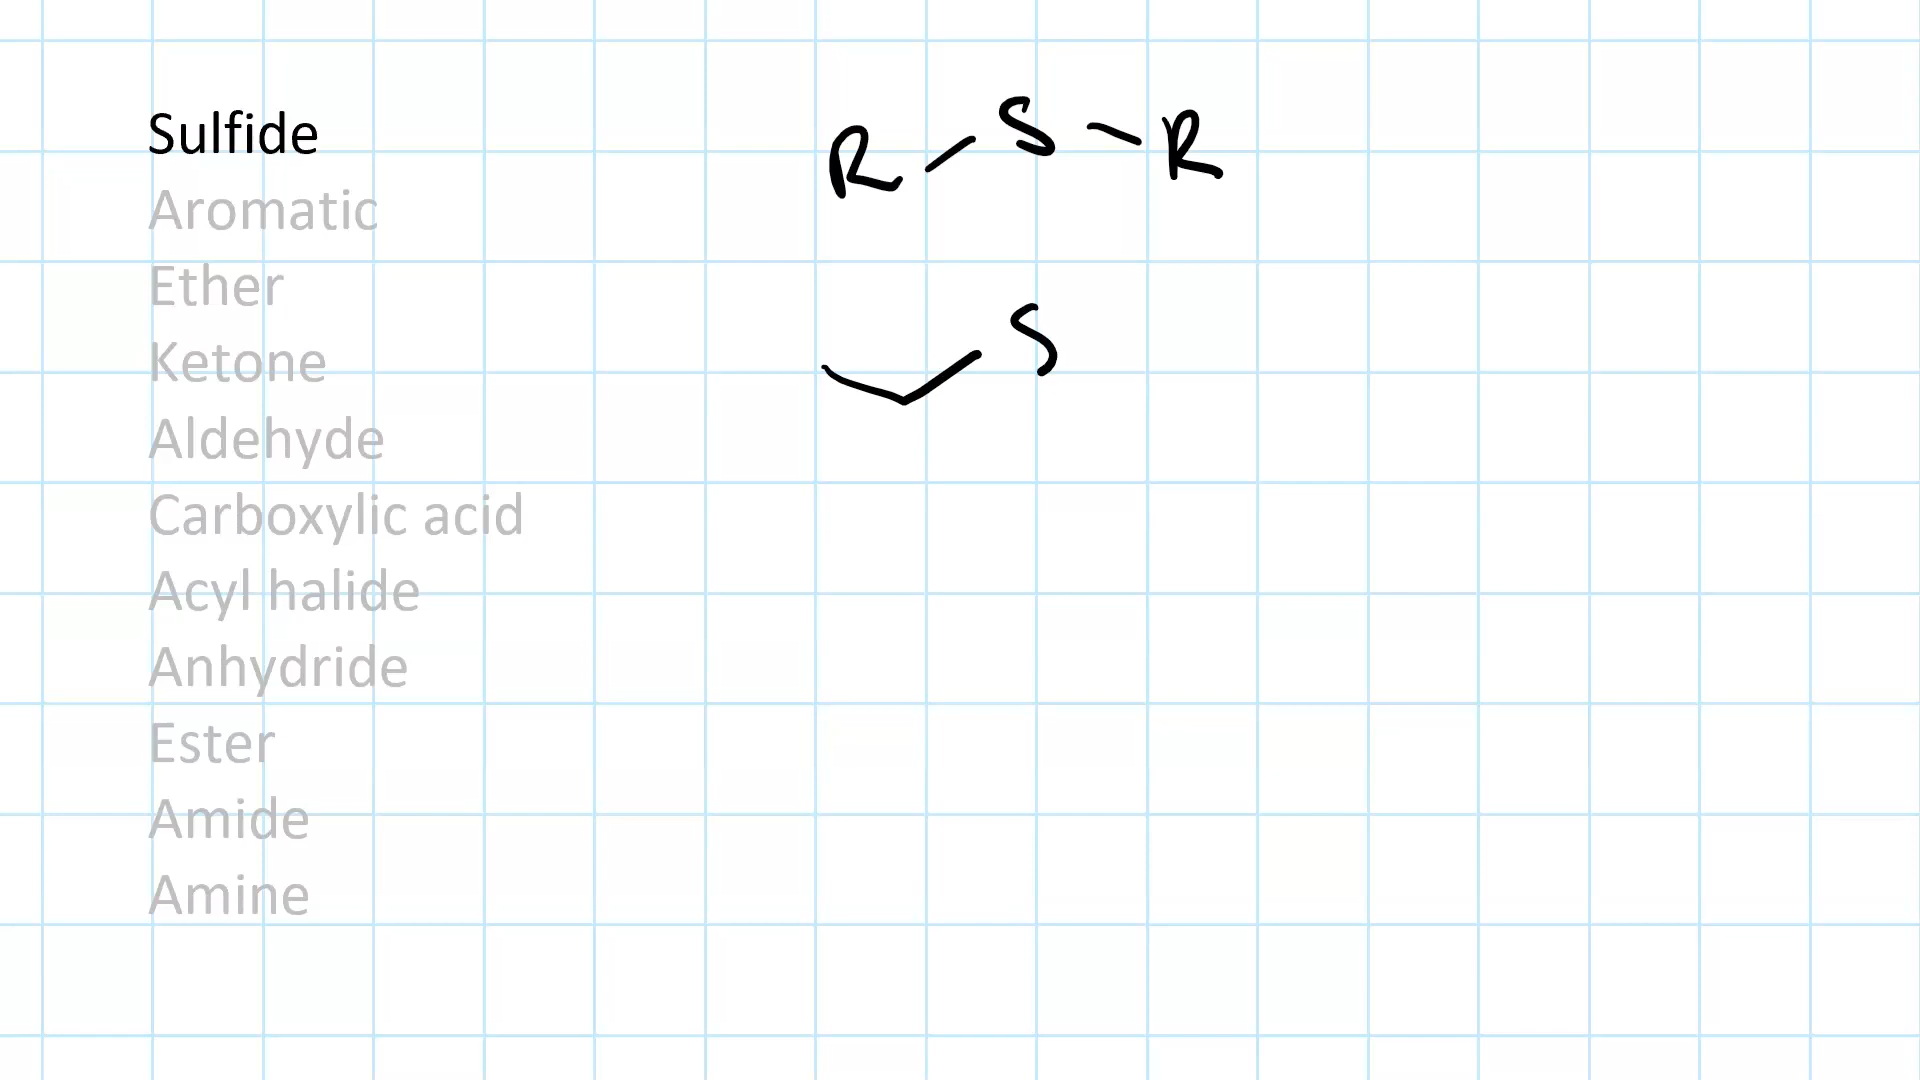 Sulfide
R-S-R
Aromatic
Ether
S
Ketone
Aldehyde
Carboxylic acid
Acyl halide
Anhydride
Ester
Amide
Amine